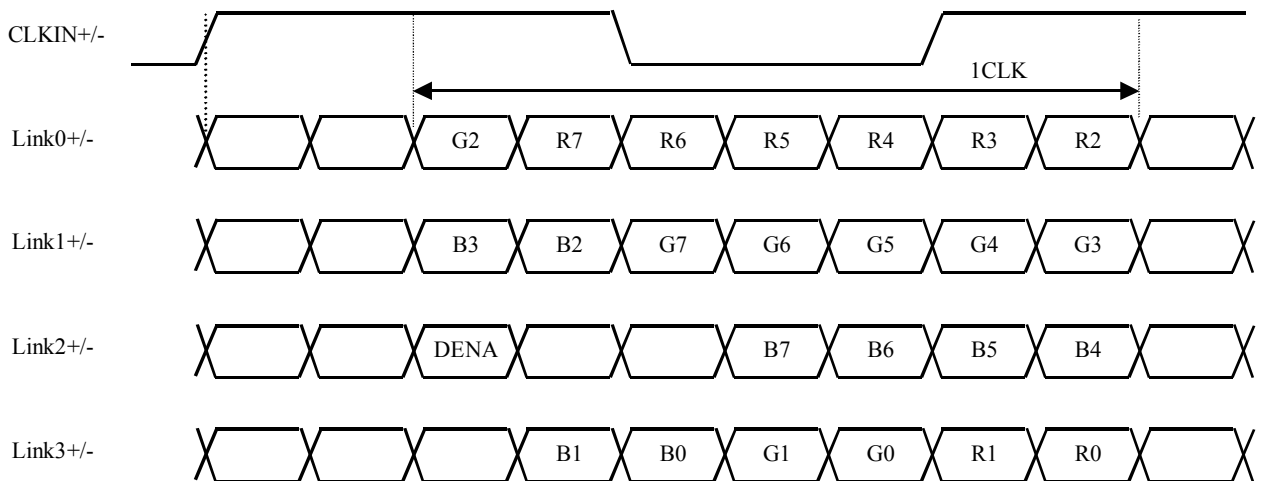 CLKIN+/-
1CLK
Link0+/- G2 R7 R6 R5 R4 R3 R2
Link1+/- B3 B2 G7 G6 G5 G4 G3
Link2+/- DENA B7 B6 B5 B4
Link3+/- B1 B0 G1 G0 R1 R0